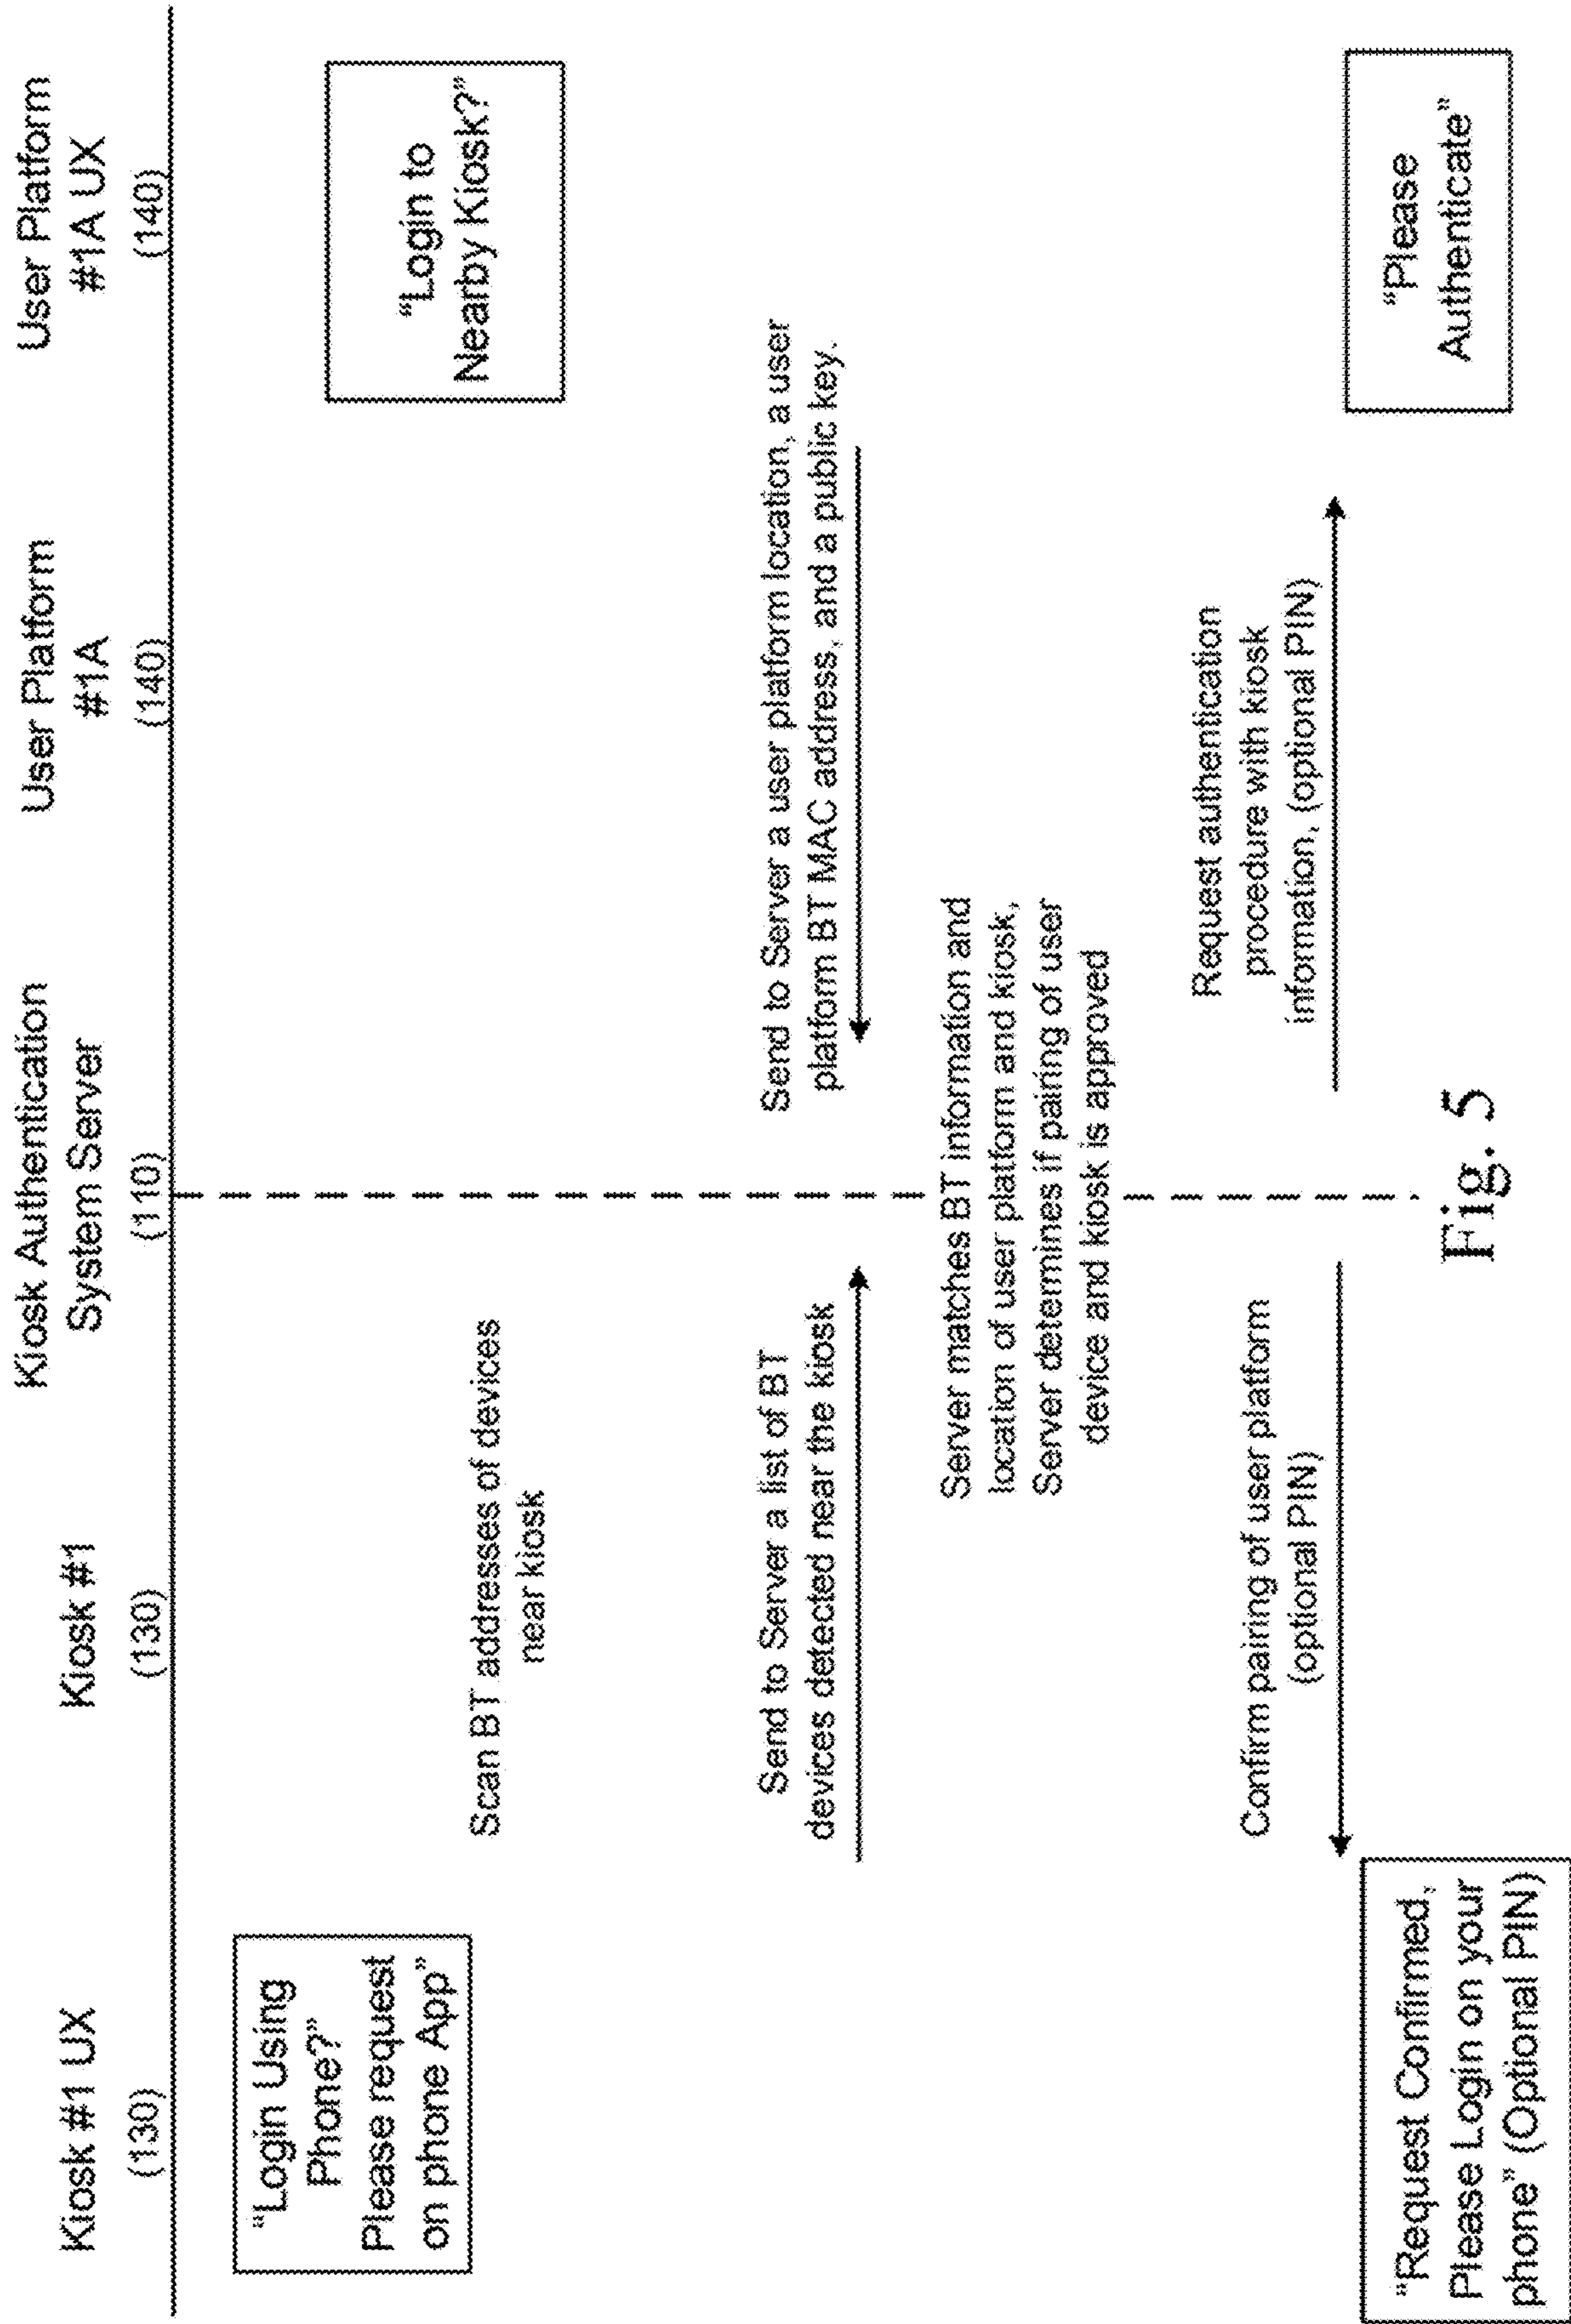 Kiosk #1 UX
(130)
Kiosk #1
(130)
Kiosk Authentication
System Server
(110)
User Platform
#1A
(140)
User Platform
#1A UX
(140)
“Login Using
Phone?”
Please request
on phone App”
“Login to
Nearby Kiosk?”
Scan BT addresses of devices
near kiosk
Send to Server a list of BT
devices detected near the kiosk
Send to Server a user platform location, a user
platform BT MAC address, and a public key.
Server matches BT information and
location of user platform and kiosk,
Server determines if pairing of user
device and kiosk is approved
Confirm pairing of user platform
(optional PIN)
Request authentication
procedure with kiosk
information, (optional PIN)
“Request Confirmed,
Please Login on your
phone” (Optional PIN)
“Please
Authenticate”
Fig. 5